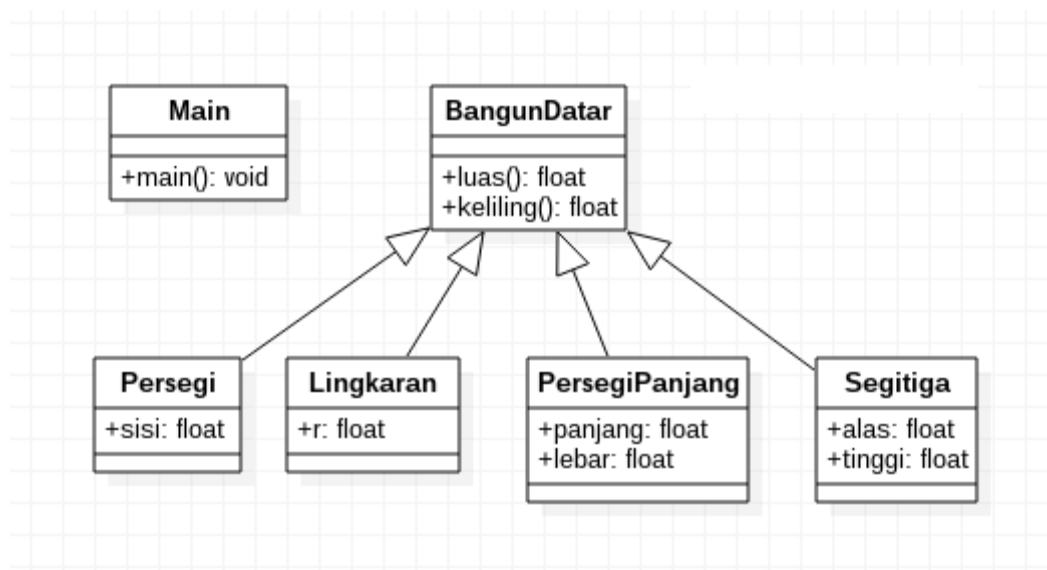 Main
+main(): void
BangunDatar
+luas(): float
+keliling(): float
Persegi
+sisi: float
Lingkaran
+r: float
PersegiPanjang
+panjang: float
+lebar: float
Segitiga
+alas: float
+tinggi: float